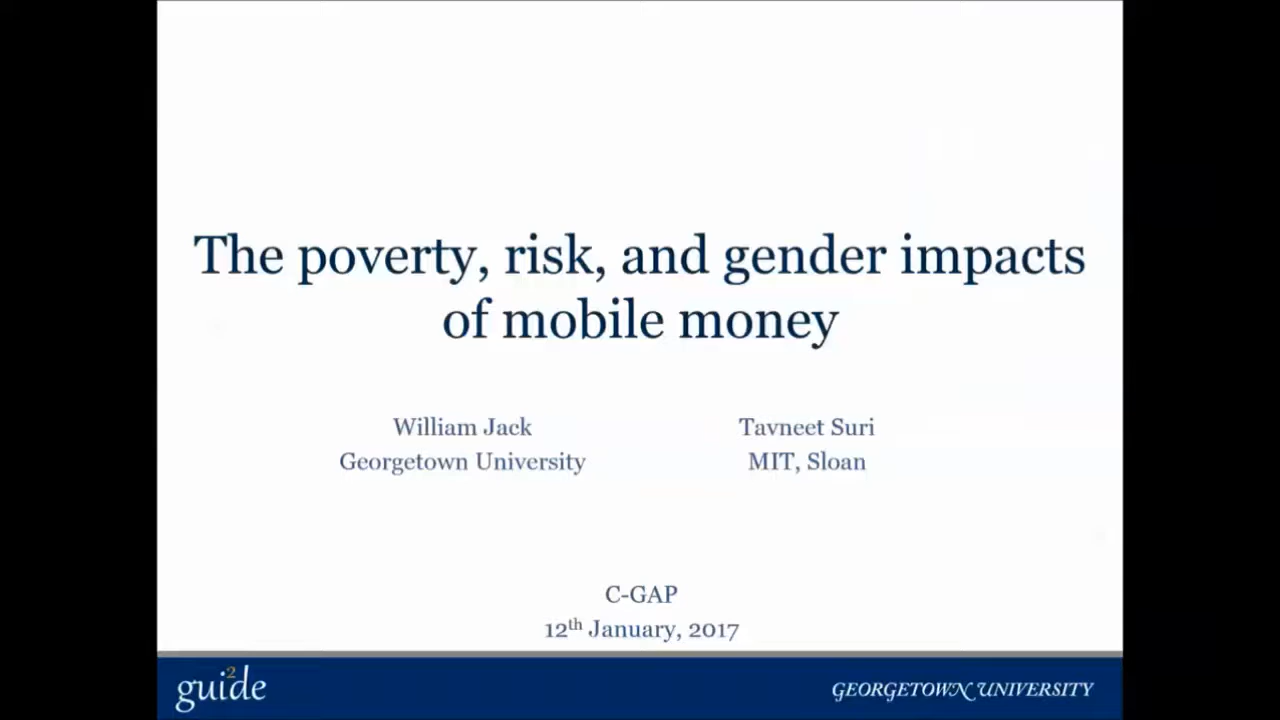 The poverty, risk, and gender impacts
of mobile money
William Jack
Georgetown University
Tavneet Suri
MIT, Sloan
C-GAP
12th January, 2017
gui2de
GEORGETOWN UNIVERSITY